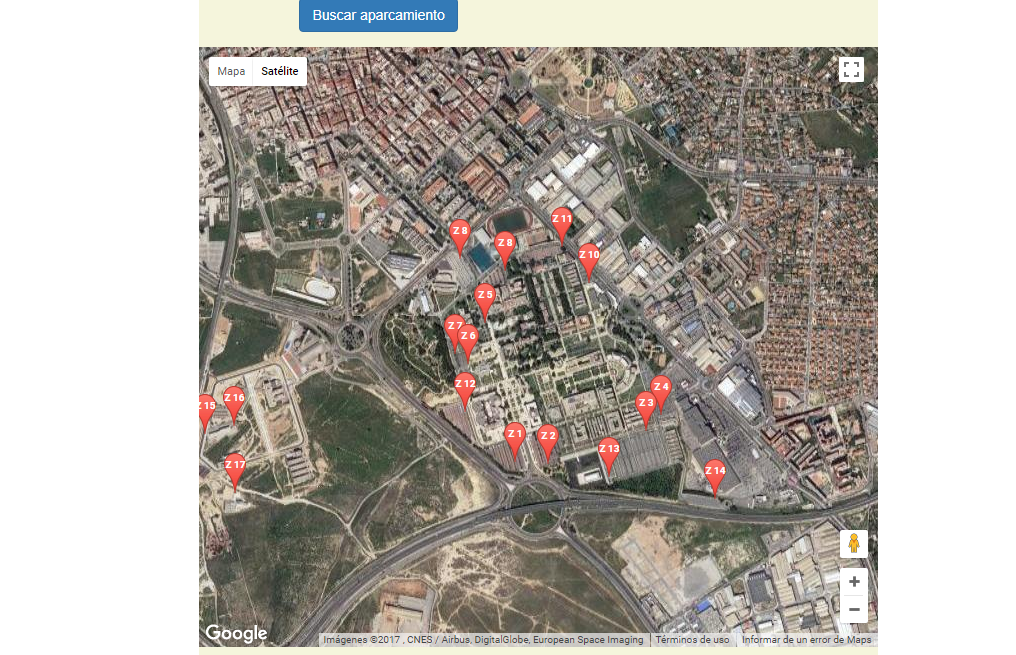 Buscar aparcamiento
Mapa Satélite
Z 11
Z 8
Z 8
Z 10
Z 5
Z 7
Z 6
Z 12
Z 4
Z 16
Z 15
Z 3
Z 1
Z 2
Z 13
Z 17
Z 14
Google
Imágenes ©2017 , CNES / Airbus, DigitalGlobe, European Space Imaging Términos de uso Informar de un error de Maps